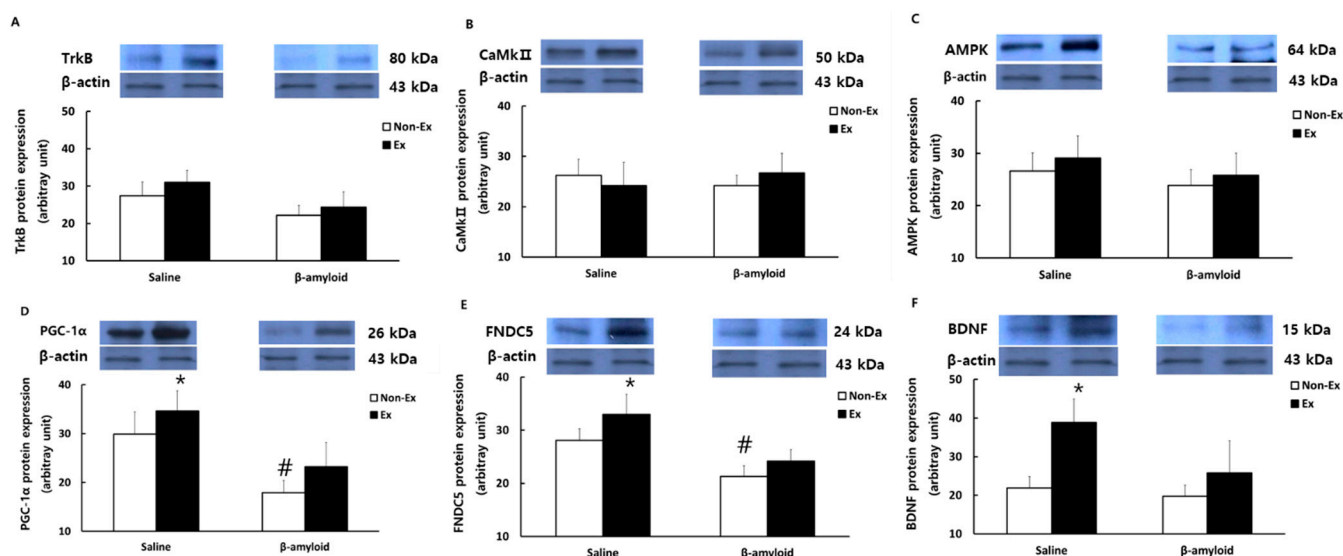 A
TrkB
80 kDa
β-actin
43 kDa
TrkB protein expression
(arbitray unit)
40
30
20
10
Non-Ex
Ex
Saline
β-amyloid
B
CaMkⅡ
50 kDa
β-actin
43 kDa
CaMkⅡ protein expression
(arbitray unit)
40
30
20
10
Non-Ex
Ex
Saline
β-amyloid
C
AMPK
64 kDa
β-actin
43 kDa
AMPK protein expression
(arbitray unit)
40
30
20
10
Non-Ex
Ex
Saline
β-amyloid
D
PGC-1α
26 kDa
β-actin
43 kDa
PGC-1α protein expression
(arbitray unit)
40
30
20
10
*
#
Non-Ex
Ex
Saline
β-amyloid
E
FNDC5
24 kDa
β-actin
43 kDa
FNDC5 protein expression
(arbitray unit)
40
30
20
10
*
#
Non-Ex
Ex
Saline
β-amyloid
F
BDNF
15 kDa
β-actin
43 kDa
BDNF protein expression
(arbitray unit)
50
40
30
20
10
*
Non-Ex
Ex
Saline
β-amyloid